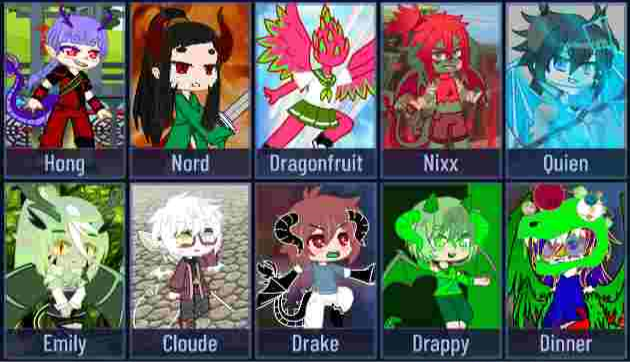 Hong
Nord
Dragonfruit
Nixx
Quien
Emily
Cloude
Drake
Drappy
Dinner